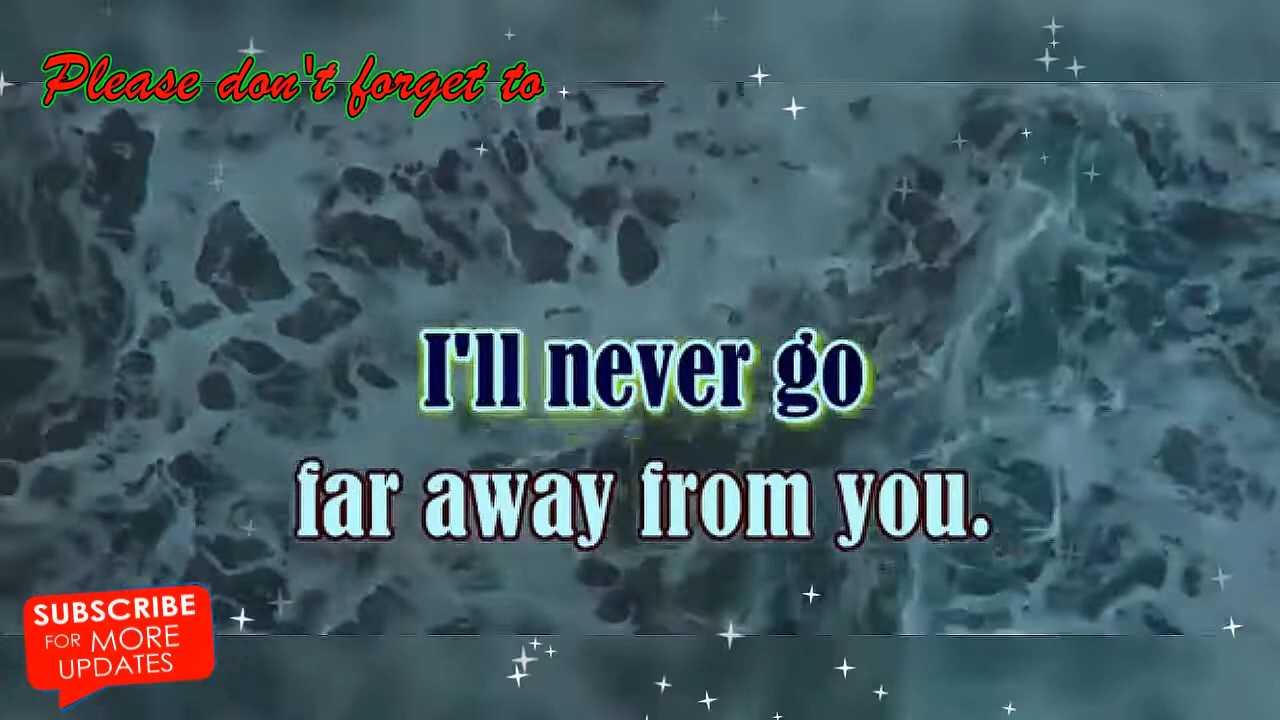 Please don't forget to
I'll never go
far away from you.
SUBSCRIBE
FOR MORE
UPDATES